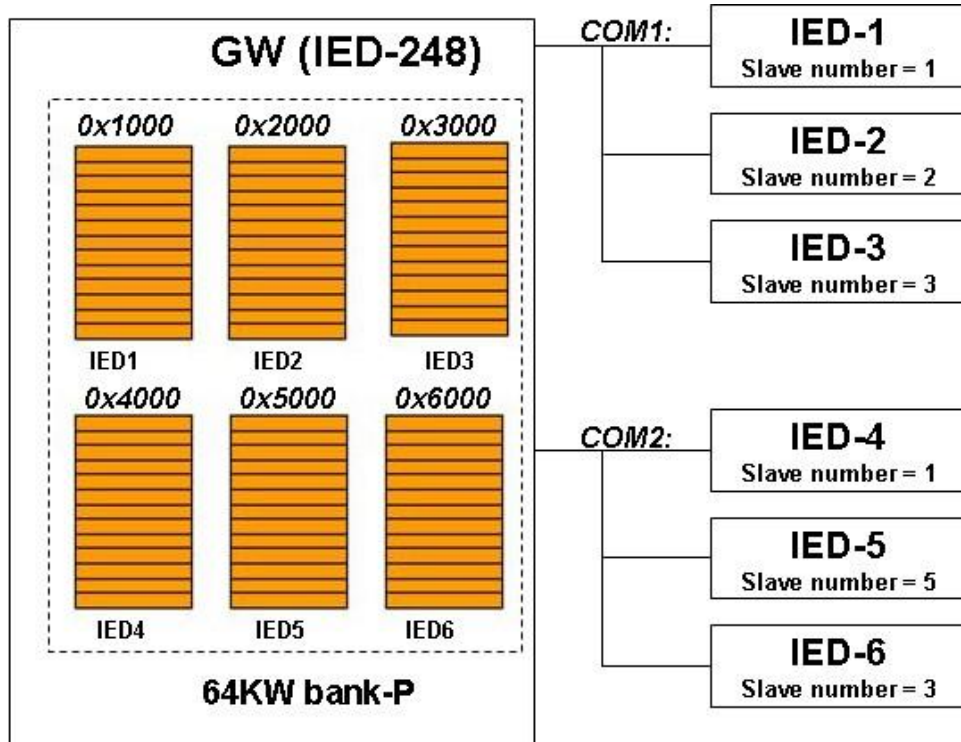 GW (IED-248)
0x1000 0x2000 0x3000
IED1 IED2 IED3
0x4000 0x5000 0x6000
IED4 IED5 IED6
64KW bank-P
COM1:
IED-1
Slave number = 1
IED-2
Slave number = 2
IED-3
Slave number = 3
COM2:
IED-4
Slave number = 1
IED-5
Slave number = 5
IED-6
Slave number = 3